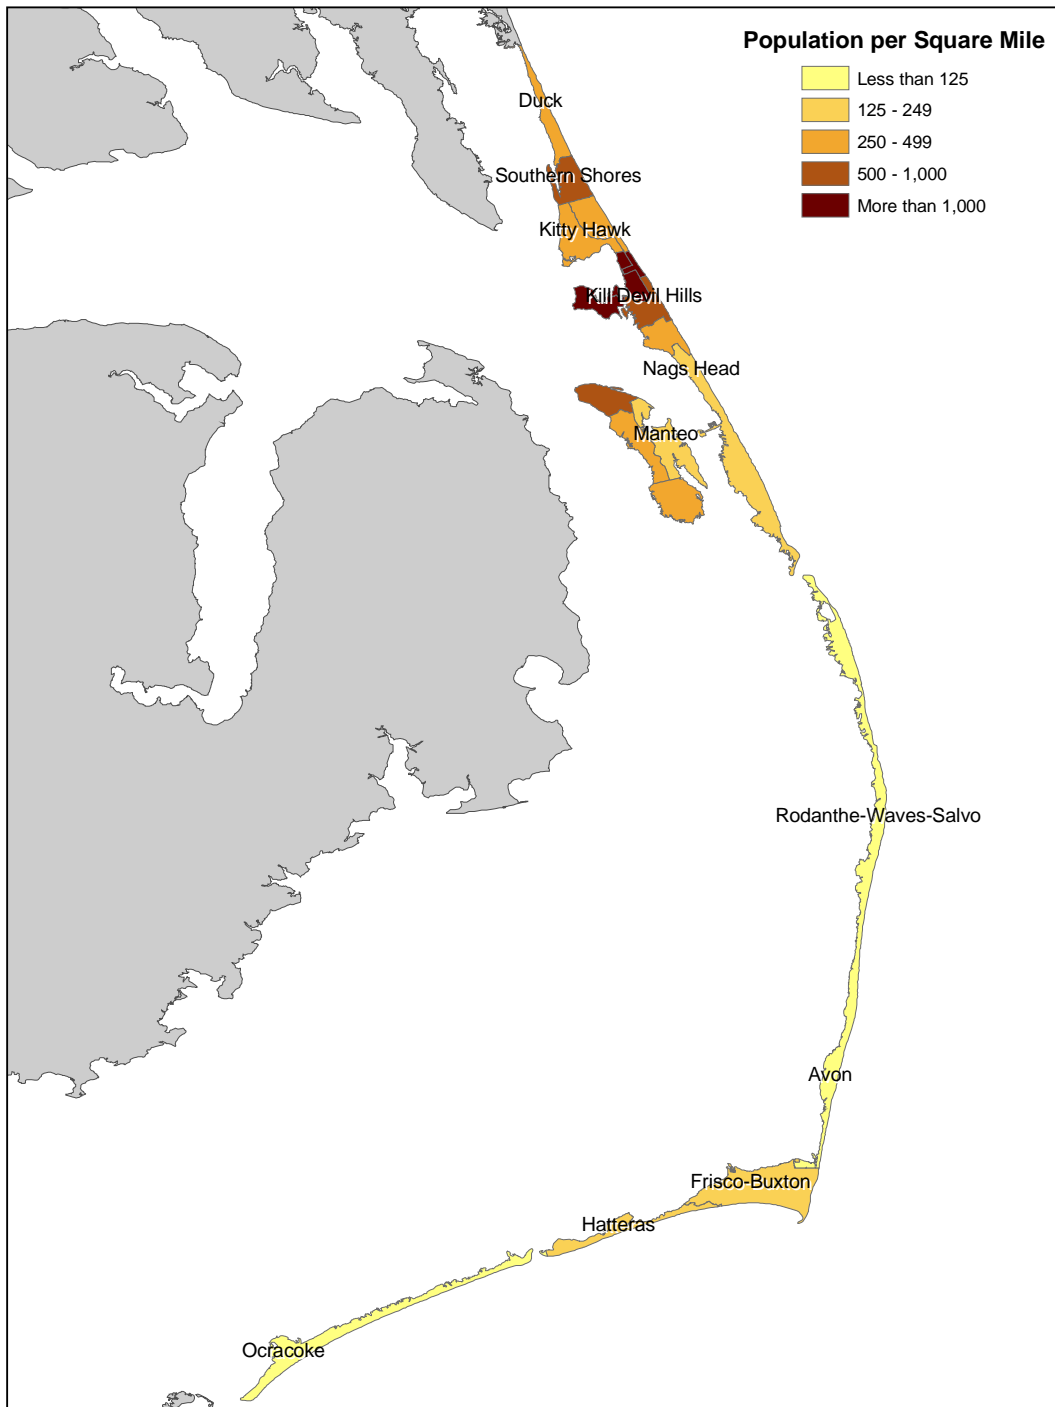 Population per Square Mile
Less than 125
125 - 249
250 - 499
500 - 1,000
More than 1,000
Duck
Southern Shores
Kitty Hawk
Kill Devil Hills
Nags Head
Manteo
Rodanthe-Waves-Salvo
Avon
Frisco-Buxton
Hatteras
Ocracoke